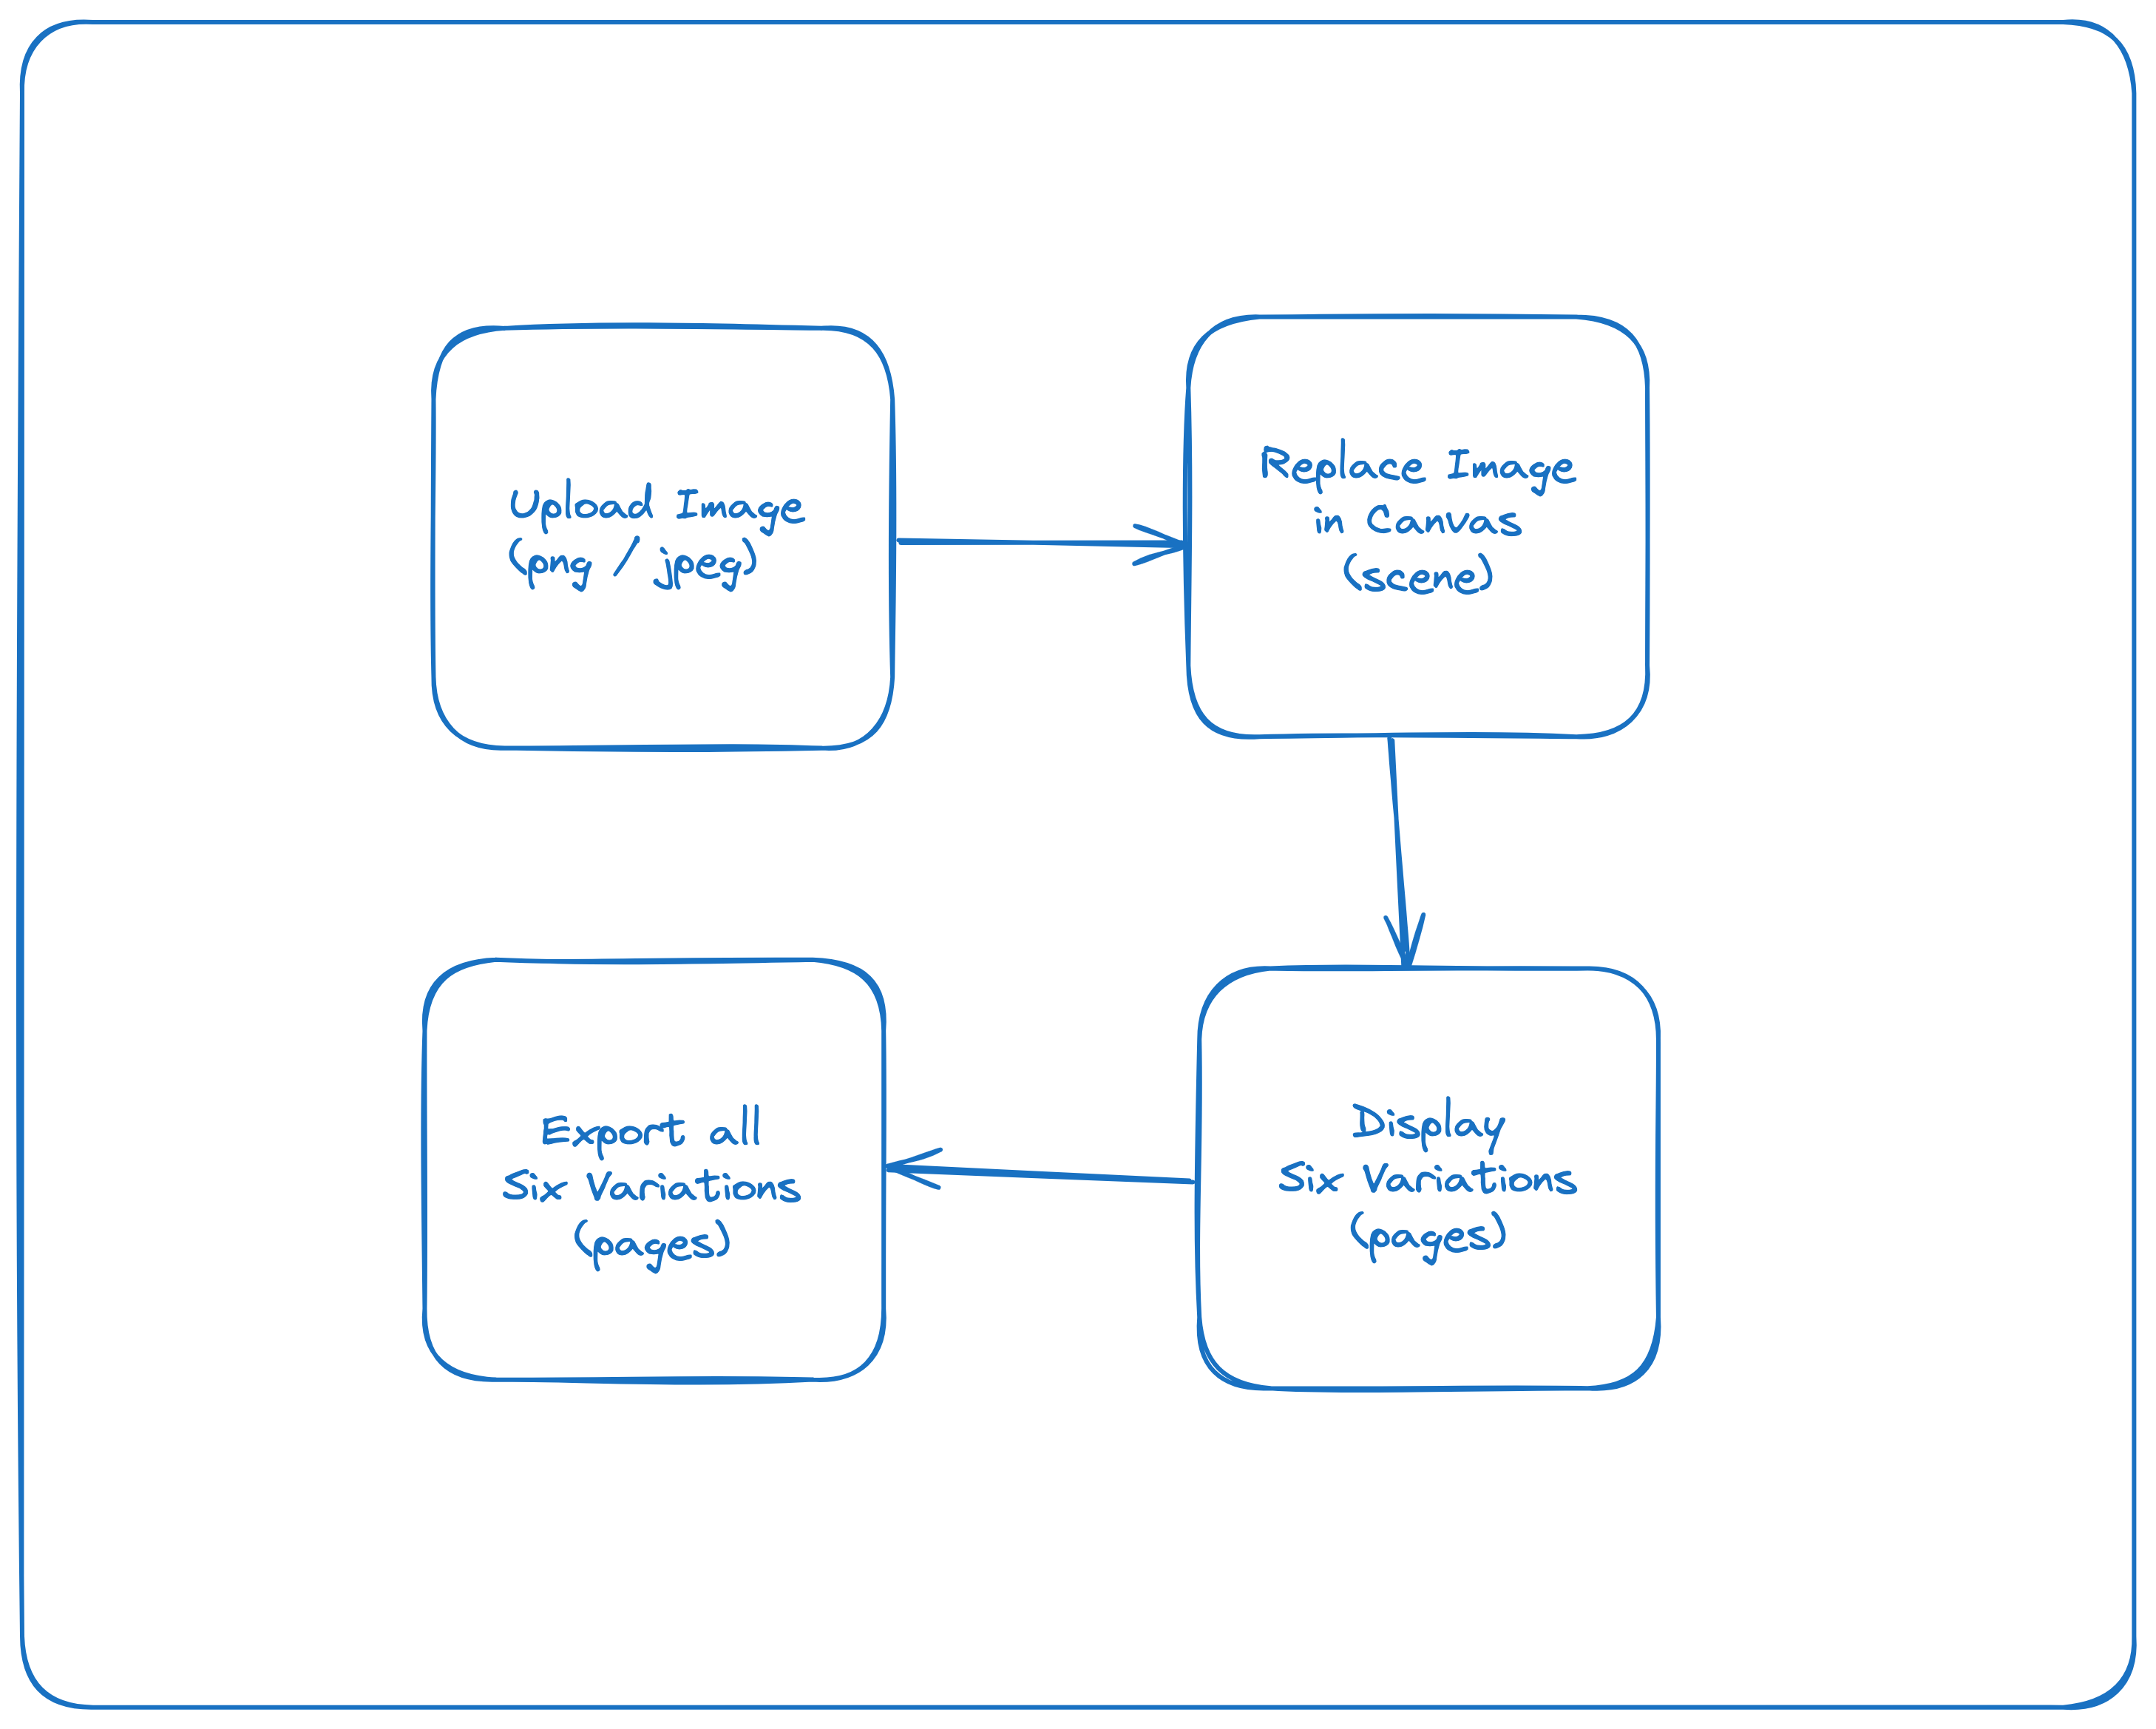 Upload Image
(png / jpeg)
Replace Image
in Canvas
(scene)
Display
Six Variations
(pages)
Export all
Six Variations
(pages)